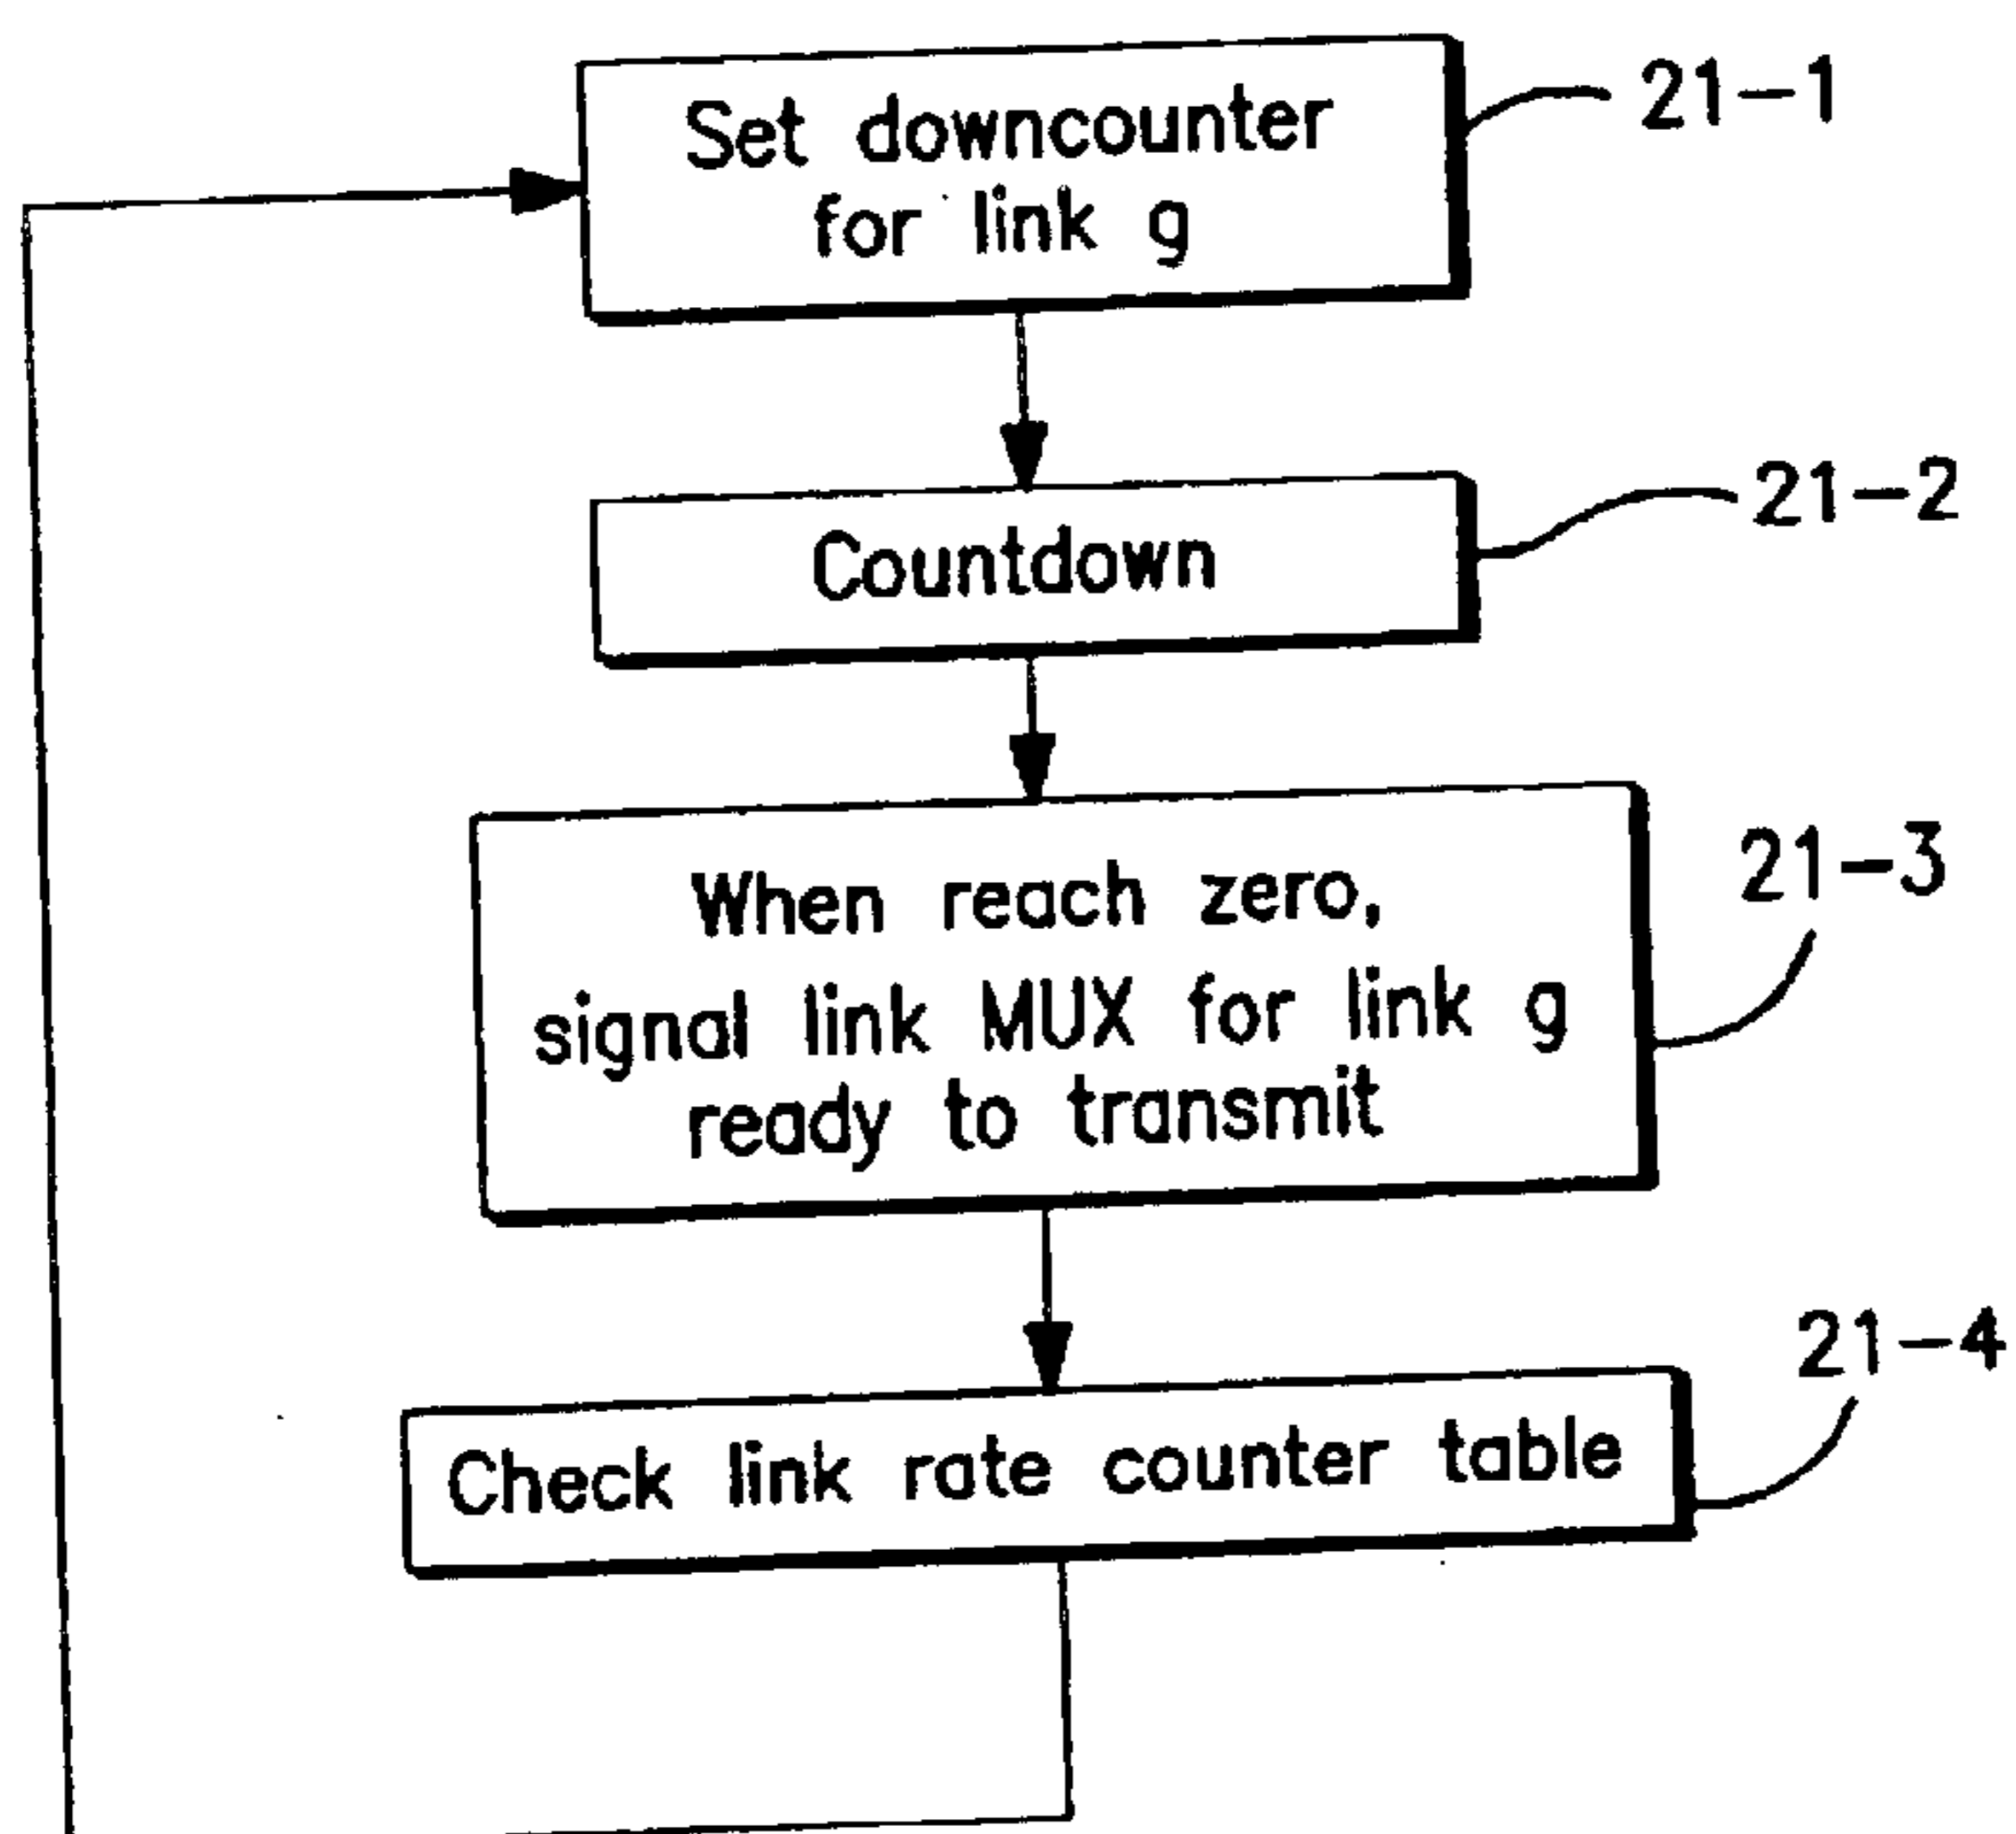 Set downcounter
for link g
21-1
Countdown
21-2
When reach zero,
signal link MUX for link g
ready to transmit
21-3
Check link rate counter table
21-4